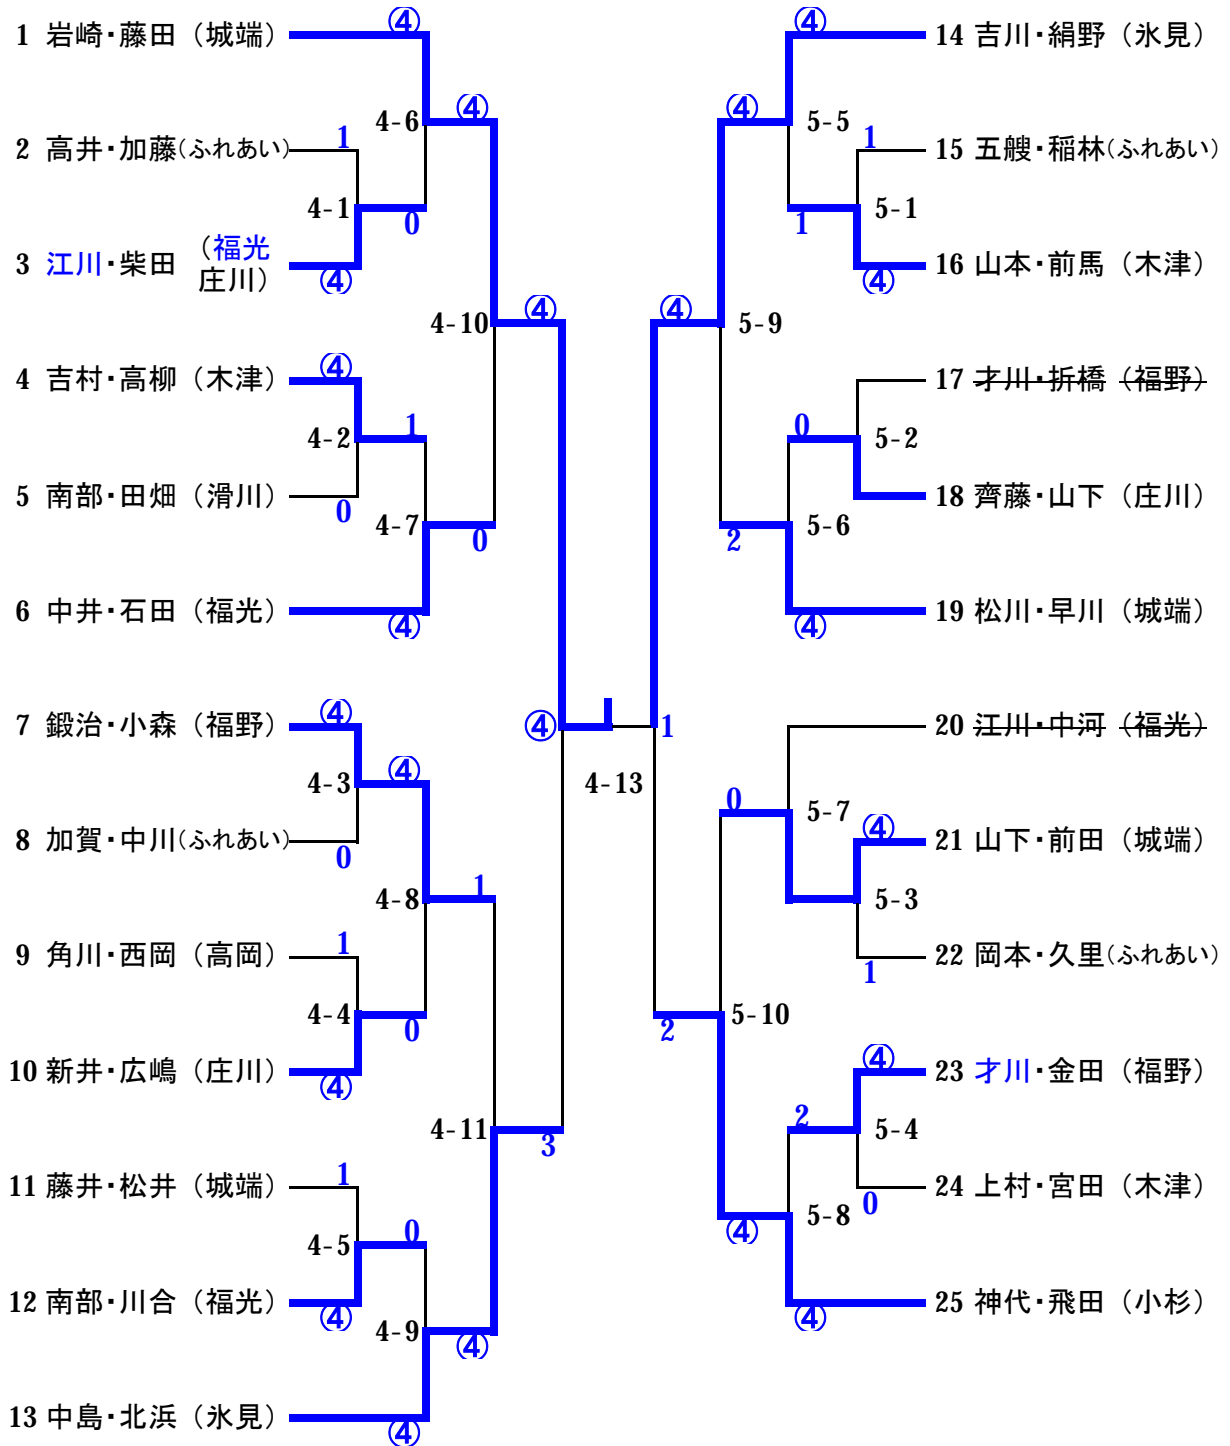 1 岩崎・藤田（城端）
④
4-6
④
2 高井・加藤(ふれあい)
1
4-1
0
3 江川・柴田（福光
庄川）
④
4-10
④
4 吉村・高柳（木津）
④
4-2
1
5 南部・田畑（滑川）
0
4-7
0
6 中井・石田（福光）
④
7 鍛治・小森（福野）
④
④
4-3
④
8 加賀・中川(ふれあい)
0
4-8
1
9 角川・西岡（高岡）
1
4-4
0
10 新井・広嶋（庄川）
④
4-11
3
11 藤井・松井（城端）
1
4-5
0
12 南部・川合（福光）
④
4-9
④
13 中島・北浜（氷見）
④
4-13
1
④
14 吉川・絹野（氷見）
④
5-5
1
15 五艘・稲林(ふれあい)
1
5-1
16 山本・前馬（木津）
④
④
5-9
17 才川・折橋（福野）
0
5-2
18 齊藤・山下（庄川）
2
5-6
19 松川・早川（城端）
④
20 江川・中河（福光）
0
5-7
④
21 山下・前田（城端）
5-3
22 岡本・久里(ふれあい)
1
2
5-10
④
23 才川・金田（福野）
2
5-4
24 上村・宮田（木津）
0
5-8
④
25 神代・飛田（小杉）
④